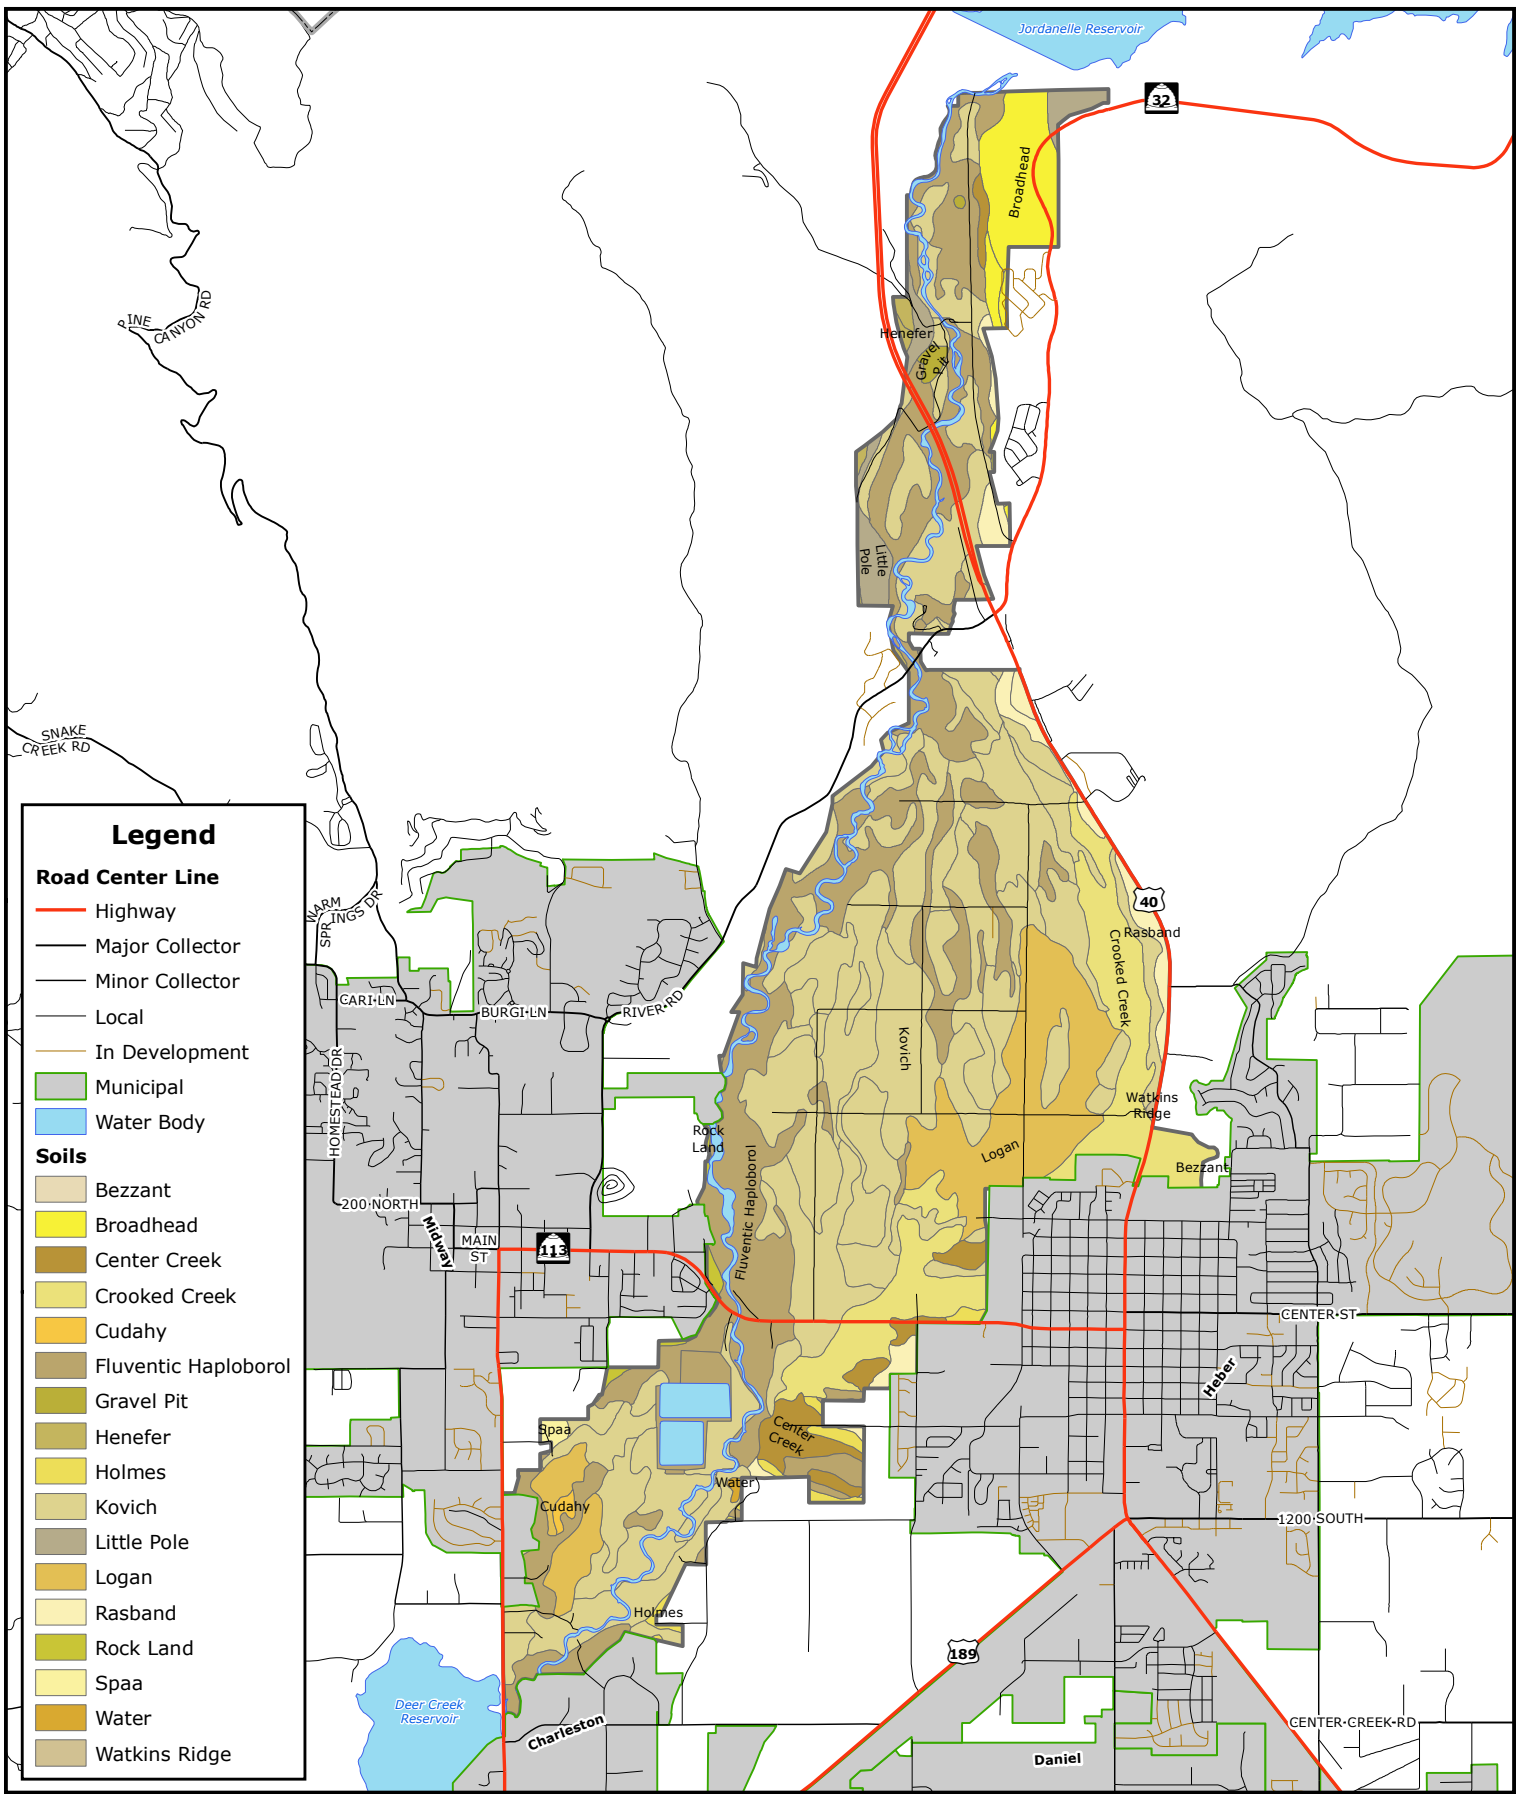 Jordanelle Reservoir
32
Broadhead
PINE
CANYON RD
Henefer
Gravel
Pit
Little
Pole
SNAKE
CREEK RD
Legend
Road Center Line
Highway
Major Collector
Minor Collector
Local
In Development
Municipal
Water Body
Soils
Bezzant
Broadhead
Center Creek
Crooked Creek
Cudahy
Fluventic Haploborol
Gravel Pit
Henefer
Holmes
Kovich
Little Pole
Logan
Rasband
Rock Land
Spaa
Water
Watkins Ridge
WARM
SPRINGS DR
40
Rasband
Crooked Creek
CARI LN
BURGI LN
RIVER RD
HOMESTEAD DR
Kovich
Watkins
Ridge
Rock
Land
Logan
Bezzant
200 NORTH
Midway
MAIN
ST
113
Fluventic Haploborol
CENTER ST
Heber
Spaa
Center
Creek
Water
Cudahy
1200 SOUTH
Holmes
189
Deer Creek
Reservoir
Charleston
CENTER CREEK RD
Daniel